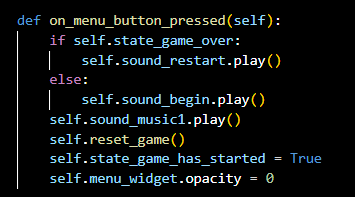 def on_menu_button_pressed(self):
    if self.state_game_over:
        self.sound_restart.play()
    else:
        self.sound_begin.play()
    self.sound_music1.play()
    self.reset_game()
    self.state_game_has_started = True
    self.menu_widget.opacity = 0